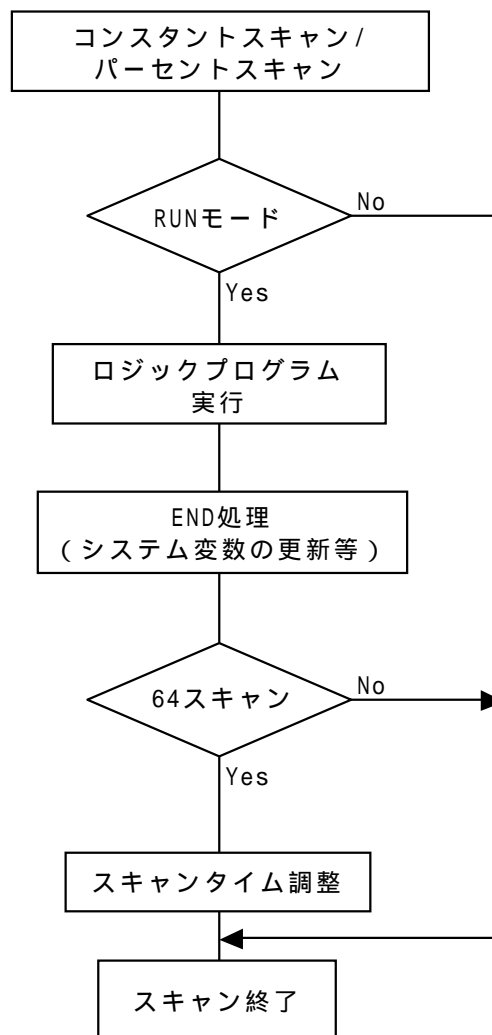 コンスタントスキャン/
パーセントスキャン
RUNモード
No
Yes
ロジックプログラム
実行
END処理
(システム変数の更新等)
64スキャン
No
Yes
スキャンタイム調整
スキャン終了